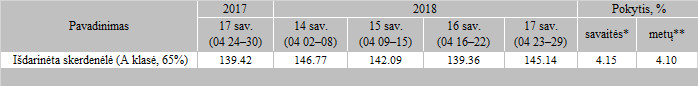 Pavadinimas 2017 2018 Pokytis, %
17 sav. (04 24–30) 14 sav. (04 02–08) 15 sav. (04 09–15) 16 sav. (04 16–22) 17 sav. (04 23–29) savaitės* metų**
Išdarinėta skerdenėlė (A klasė, 65%) 139.42 146.77 142.09 139.36 145.14 4.15 4.10